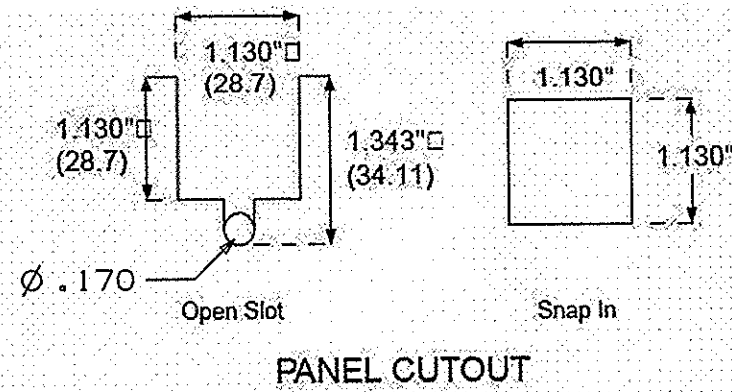 1.130"□
(28.7)
1.130"□
(28.7)
1.343"□
(34.11)
Ø .170
Open Slot
1.130"
1.130"
Snap In
PANEL CUTOUT